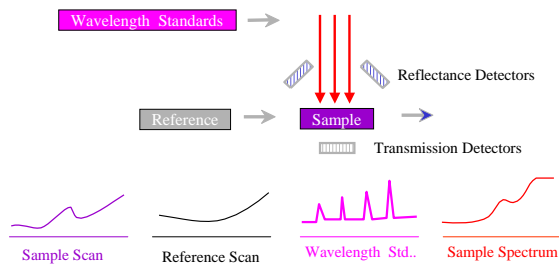 Wavelength Standards
Reflectance Detectors
Reference
Sample
Transmission Detectors
Sample Scan
Reference Scan
Wavelength Std..
Sample Spectrum